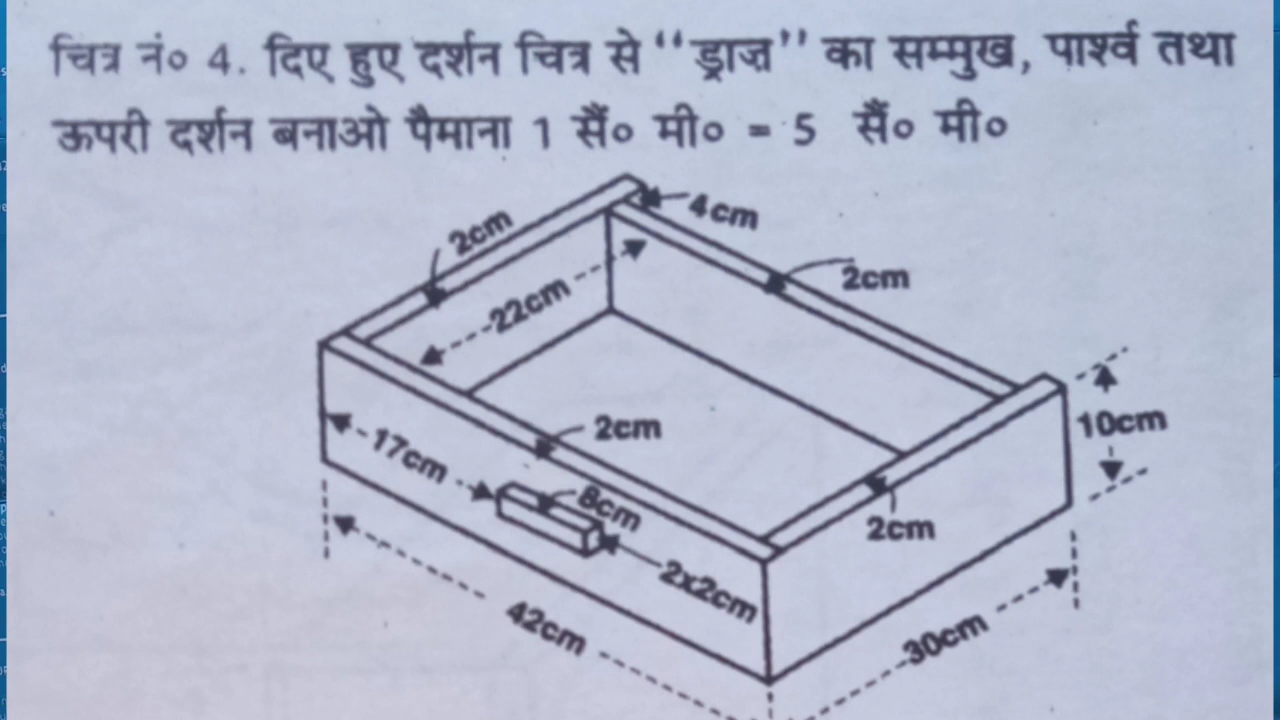 चित्र नं० 4. दिए हुए दर्शन चित्र से “ड्राज़” का सम्मुख, पार्श्व तथा
ऊपरी दर्शन बनाओ पैमाना 1 सैं० मी० = 5 सैं० मी०
4cm
2cm
2cm
22cm
10cm
2cm
17cm
8cm
2cm
2x2cm
42cm
30cm